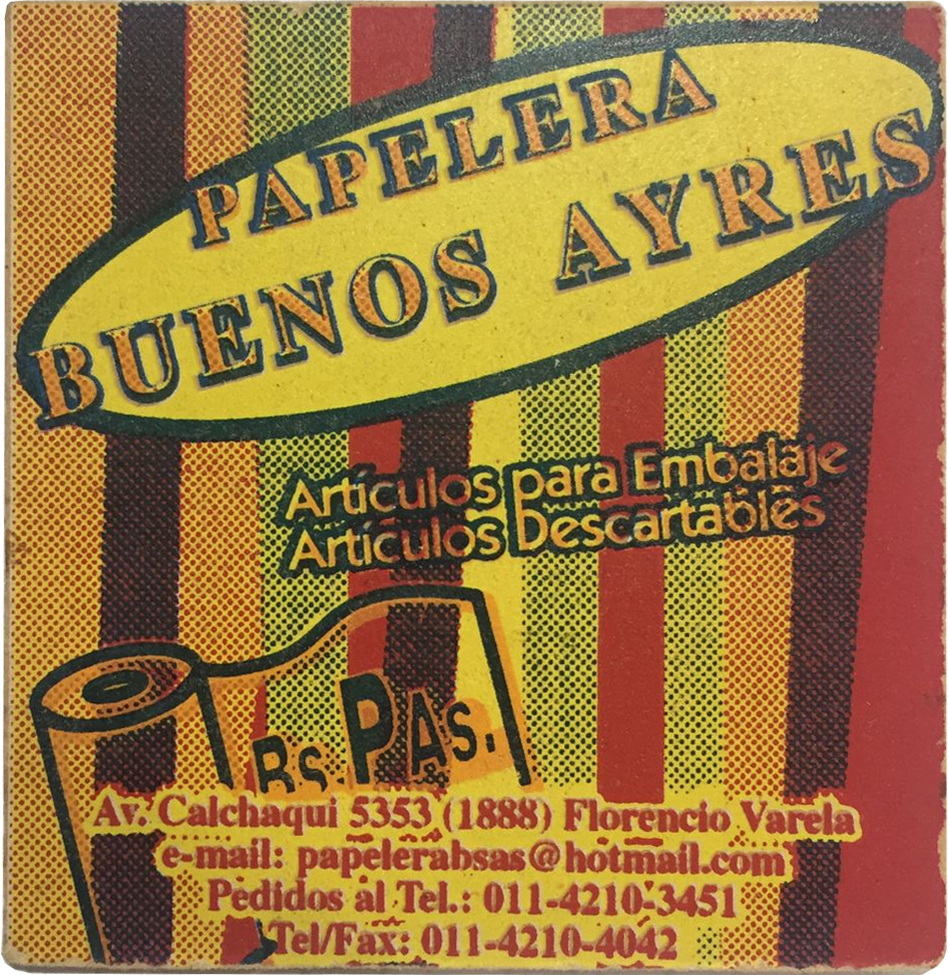 PAPELERA
BUENOS AYRES
Artículos para Embalaje
Artículos Descartables
Bs. PAs.
Av. Calchaqui 5353 (1888) Florencio Varela
e-mail: papelerabsas@hotmail.com
Pedidos al Tel.: 011-4210-3451
Tel/Fax: 011-4210-4042